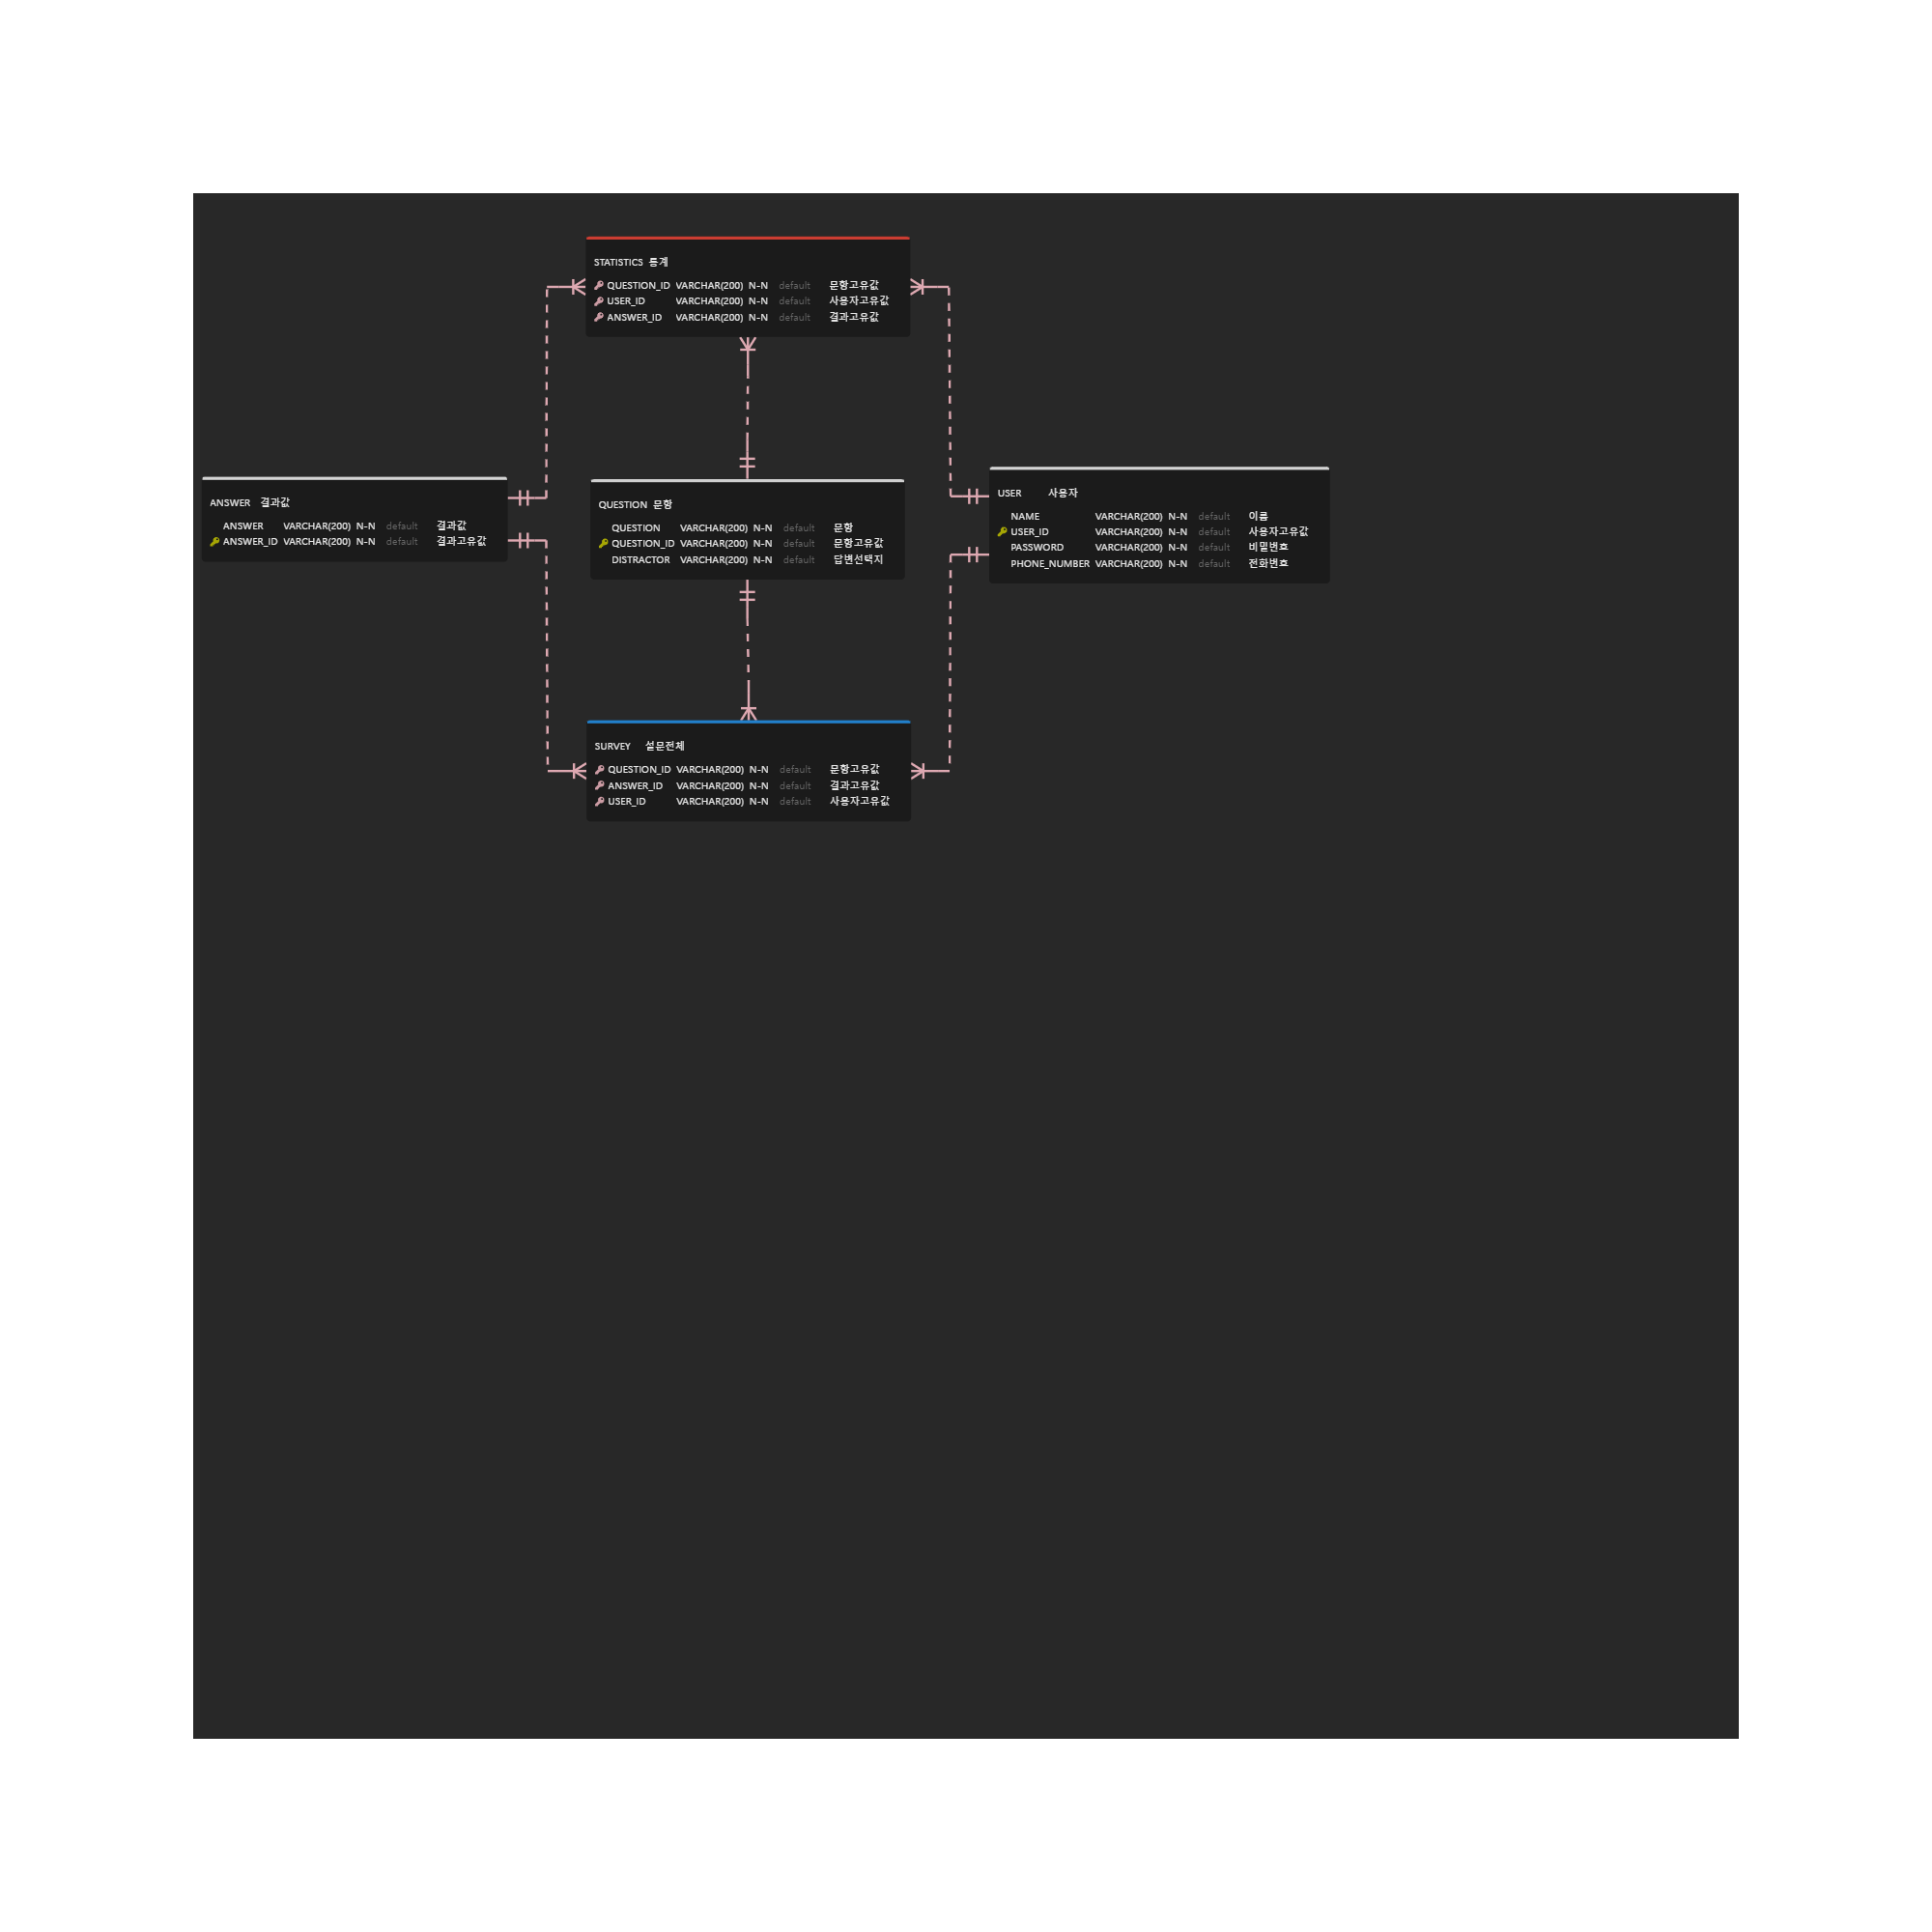 STATISTICS 통계
QUESTION_ID VARCHAR(200) N-N default 문항고유값
USER_ID VARCHAR(200) N-N default 사용자고유값
ANSWER_ID VARCHAR(200) N-N default 결과고유값
ANSWER 결과값
ANSWER VARCHAR(200) N-N default 결과값
ANSWER_ID VARCHAR(200) N-N default 결과고유값
QUESTION 문항
QUESTION VARCHAR(200) N-N default 문항
QUESTION_ID VARCHAR(200) N-N default 문항고유값
DISTRACTOR VARCHAR(200) N-N default 답변선택지
USER 사용자
NAME VARCHAR(200) N-N default 이름
USER_ID VARCHAR(200) N-N default 사용자고유값
PASSWORD VARCHAR(200) N-N default 비밀번호
PHONE_NUMBER VARCHAR(200) N-N default 전화번호
SURVEY 설문전체
QUESTION_ID VARCHAR(200) N-N default 문항고유값
ANSWER_ID VARCHAR(200) N-N default 결과고유값
USER_ID VARCHAR(200) N-N default 사용자고유값